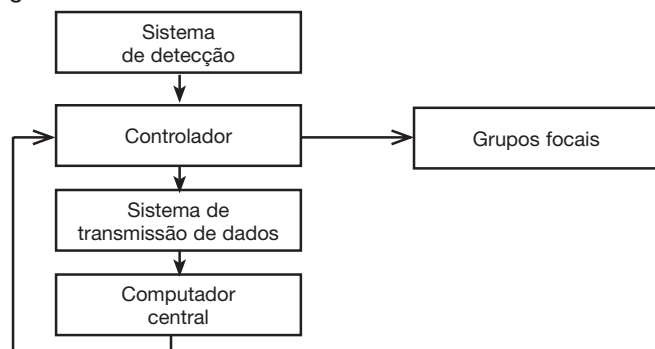 Sistema
de detecção
Controlador
Grupos focais
Sistema de
transmissão de dados
Computador
central